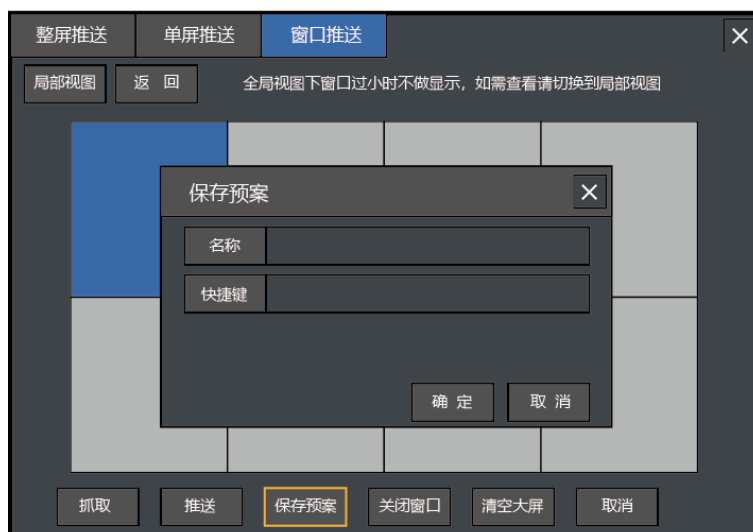 整屏推送 单屏推送 窗口推送
局部视图 返 回 全局视图下窗口过小时不做显示，如需查看请切换到局部视图
保存预案
名称
快捷键
确 定 取 消
抓取 推送 保存预案 关闭窗口 清空大屏 取消